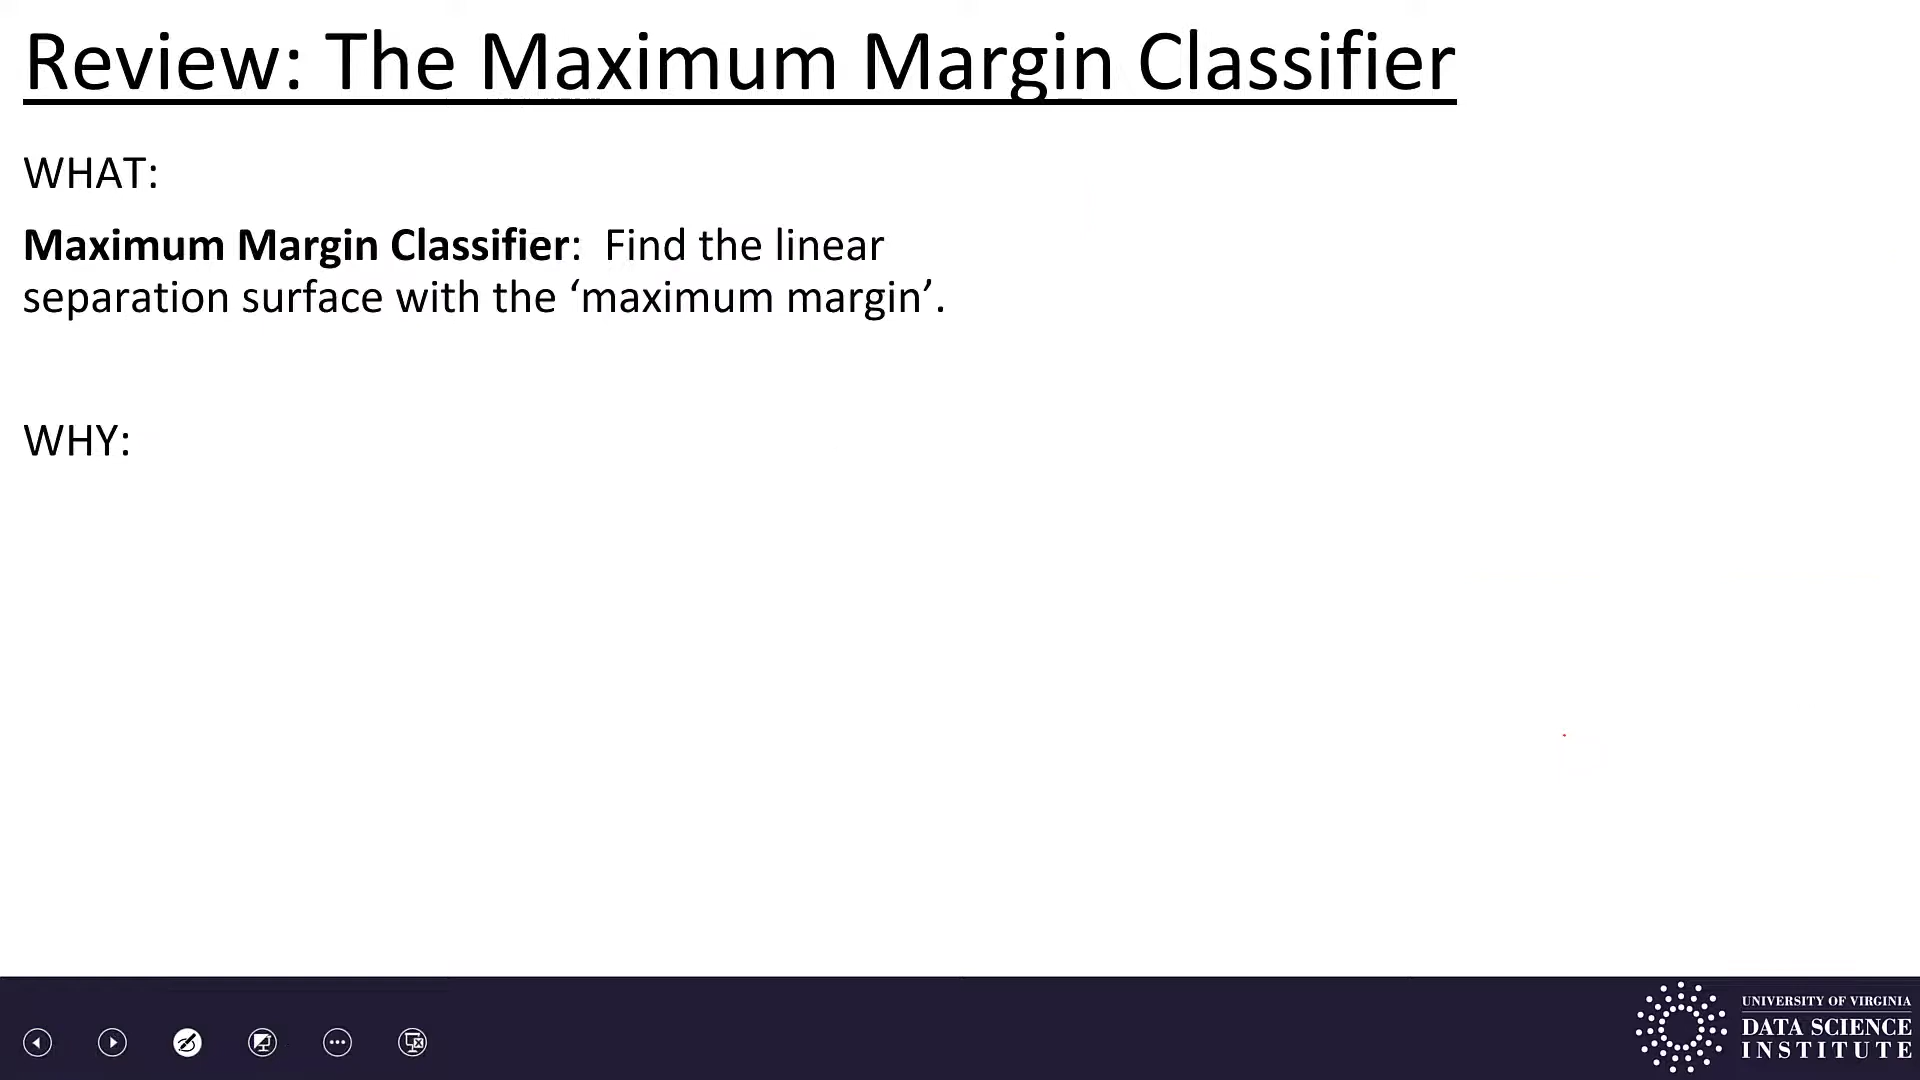 Review: The Maximum Margin Classifier
WHAT:
Maximum Margin Classifier:  Find the linear
separation surface with the ‘maximum margin’.
WHY:
UNIVERSITY OF VIRGINIA
DATA SCIENCE
INSTITUTE